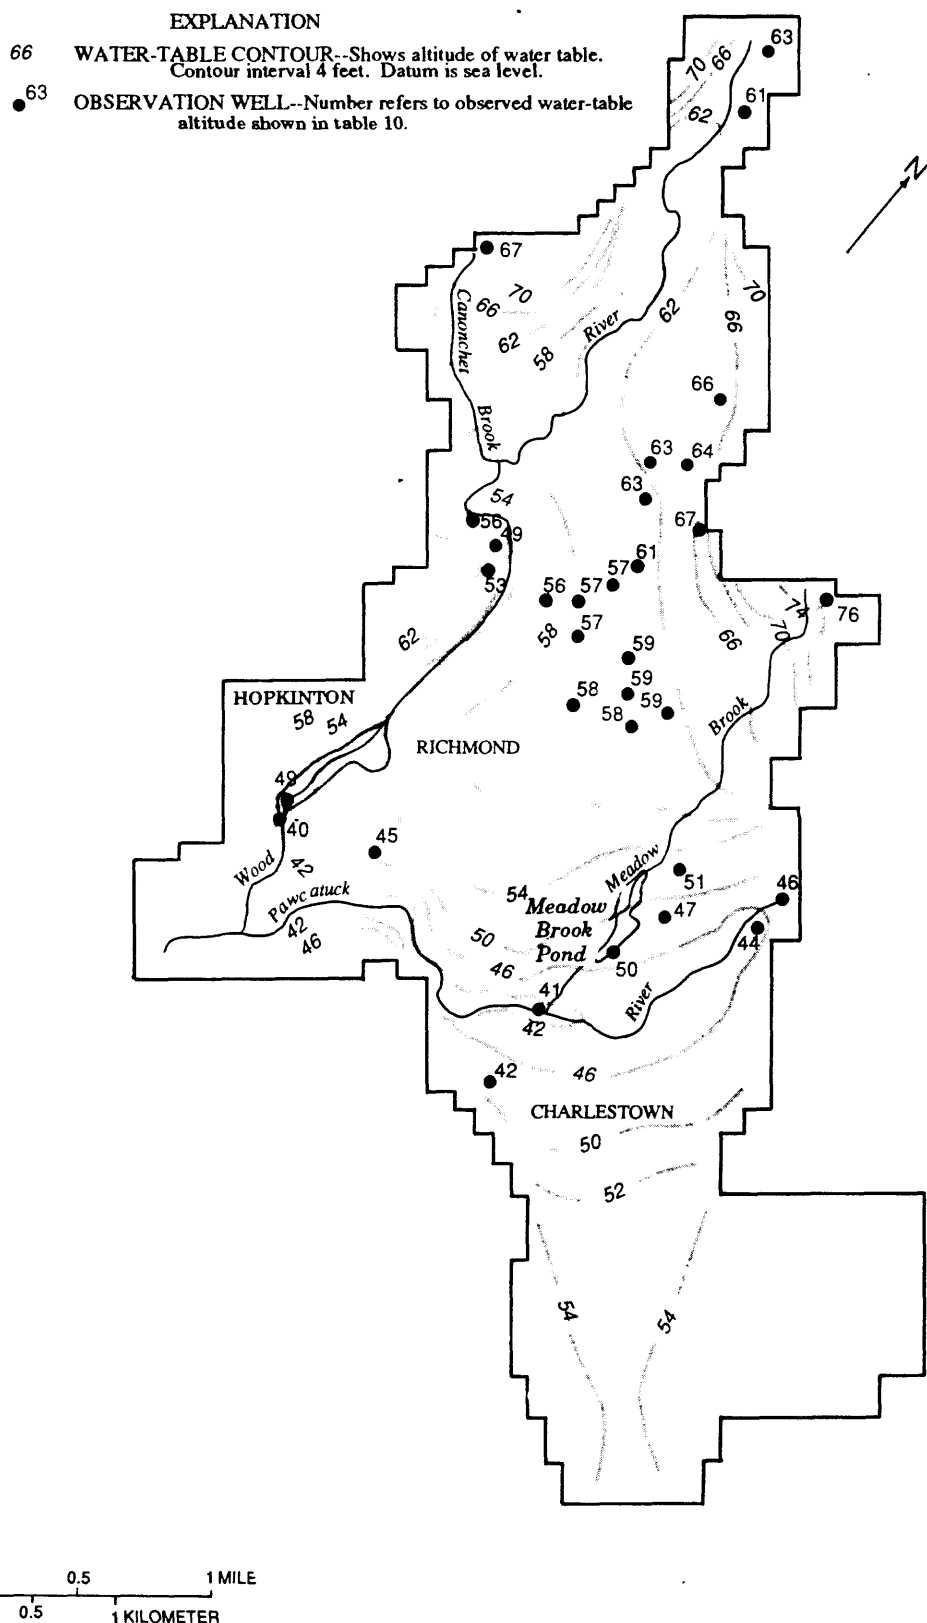 EXPLANATION
66 WATER-TABLE CONTOUR--Shows altitude of water table.
Contour interval 4 feet. Datum is sea level.
63 OBSERVATION WELL--Number refers to observed water-table
altitude shown in table 10.
63
70 66
61
62
N
67
70
66
Canonchet
62
River
58
62
70
66
66
Brook
63
64
54
63
56
49
67
61
53
57
56
57
74
76
58
57
70
62
66
59
HOPKINTON
59
58
58
59
Brook
58 54
RICHMOND
49
40
45
Wood
42
Meadow
51
46
Pawcatuck
54
Meadow
Brook
Pond
47
42
46
50
44
46
50
41
River
42
46
42
CHARLESTOWN
50
52
54
54
0.5 1 MILE
0.5 1 KILOMETER